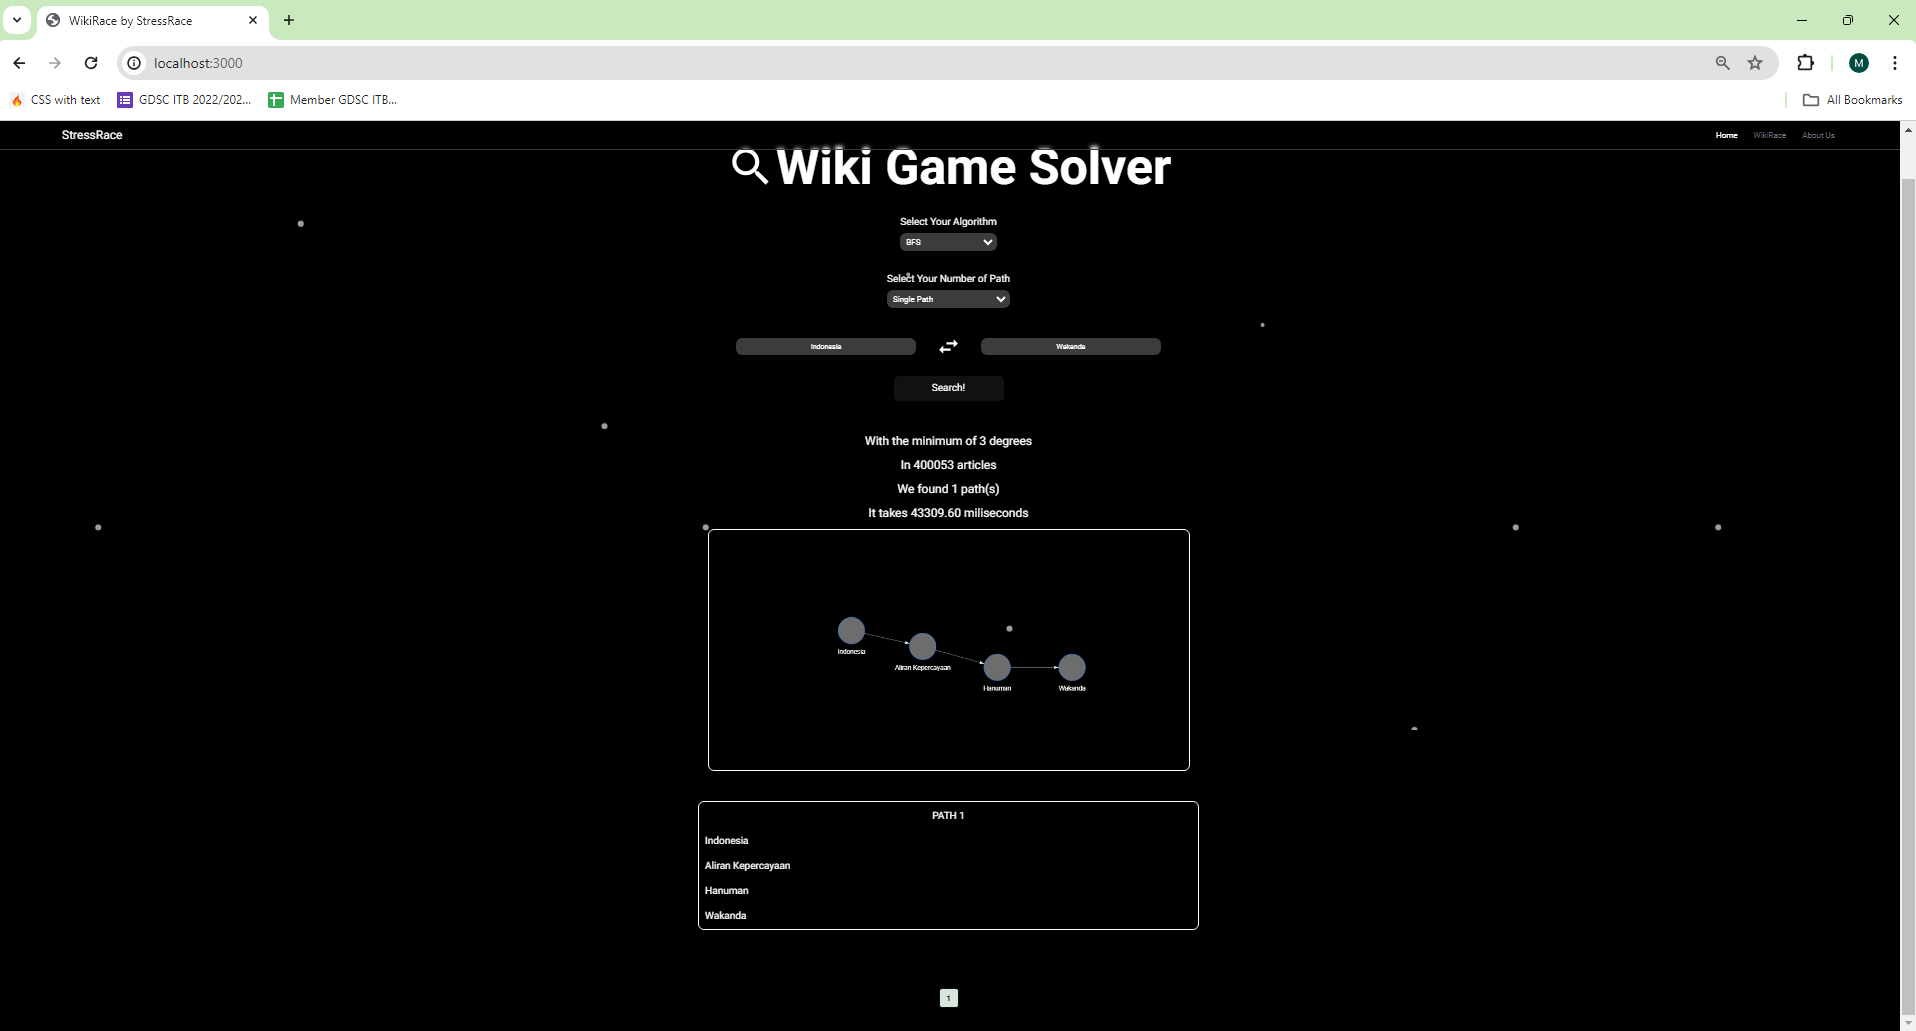 WikiRace by StressRace
localhost:3000
CSS with text
GDSC ITB 2022/202...
Member GDSC ITB...
All Bookmarks
M
StressRace
Home
WikiRace
About Us
Wiki Game Solver
Select Your Algorithm
BFS
Select Your Number of Path
Single Path
Indonesia
Wakanda
Search!
With the minimum of 3 degrees
In 400053 articles
We found 1 path(s)
It takes 43309.60 miliseconds
Indonesia
Aliran Kepercayaan
Hanuman
Wakanda
PATH 1
Indonesia
Aliran Kepercayaan
Hanuman
Wakanda
1